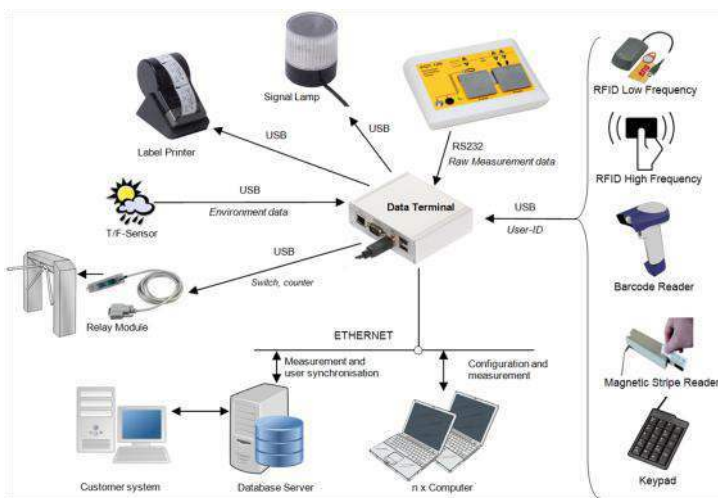 Signal Lamp
RFID Low Frequency
USB
USB
RS232
Raw Measurement data
Label Printer
RFID High Frequency
USB
Environment data
T/F-Sensor
Data Terminal
USB
User-ID
USB
Switch, counter
Relay Module
Barcode Reader
ETHERNET
Measurement and
user synchronisation
Configuration and
measurement
Magnetic Stripe Reader
Customer system
Database Server
n x Computer
Keypad